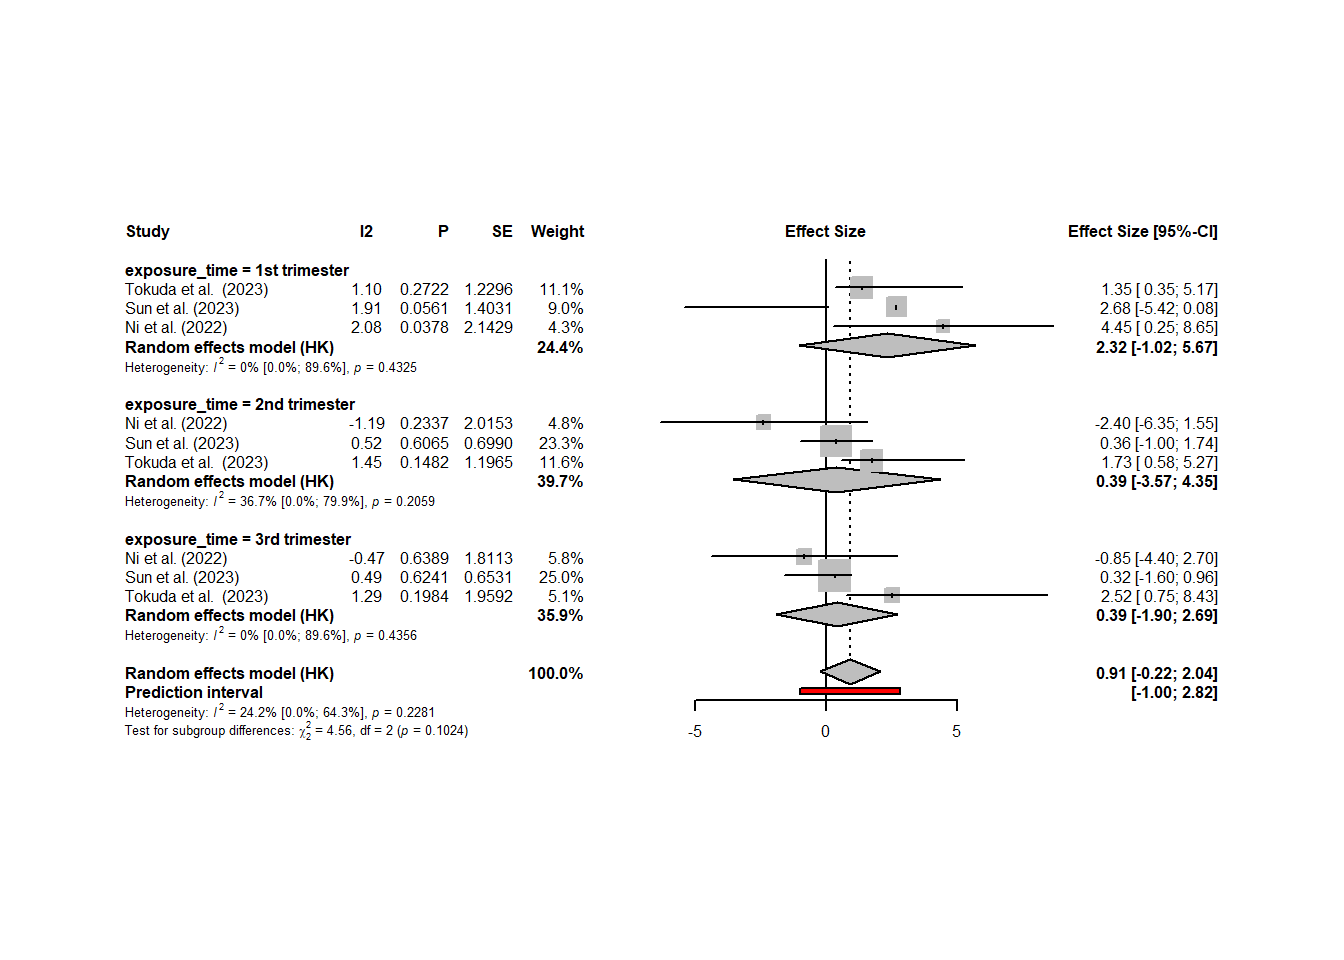 Study I2 P SE Weight Effect Size Effect Size [95%-CI]
exposure_time = 1st trimester
Tokuda et al. (2023) 1.10 0.2722 1.2296 11.1% 1.35 [ 0.35; 5.17]
Sun et al. (2023) 1.91 0.0561 1.4031 9.0% 2.68 [-5.42; 0.08]
Ni et al. (2022) 2.08 0.0378 2.1429 4.3% 4.45 [ 0.25; 8.65]
Random effects model (HK) 24.4% 2.32 [-1.02; 5.67]
Heterogeneity: I² = 0% [0.0%; 89.6%], p = 0.4325
exposure_time = 2nd trimester
Ni et al. (2022) -1.19 0.2337 2.0153 4.8% -2.40 [-6.35; 1.55]
Sun et al. (2023) 0.52 0.6065 0.6990 23.3% 0.36 [-1.00; 1.74]
Tokuda et al. (2023) 1.45 0.1482 1.1965 11.6% 1.73 [ 0.58; 5.27]
Random effects model (HK) 39.7% 0.39 [-3.57; 4.35]
Heterogeneity: I² = 36.7% [0.0%; 79.9%], p = 0.2059
exposure_time = 3rd trimester
Ni et al. (2022) -0.47 0.6389 1.8113 5.8% -0.85 [-4.40; 2.70]
Sun et al. (2023) 0.49 0.6241 0.6531 25.0% 0.32 [-1.60; 0.96]
Tokuda et al. (2023) 1.29 0.1984 1.9592 5.1% 2.52 [ 0.75; 8.43]
Random effects model (HK) 35.9% 0.39 [-1.90; 2.69]
Heterogeneity: I² = 0% [0.0%; 89.6%], p = 0.4356
Random effects model (HK) 100.0% 0.91 [-0.22; 2.04]
Prediction interval [-1.00; 2.82]
Heterogeneity: I² = 24.2% [0.0%; 64.3%], p = 0.2281
Test for subgroup differences: χ²₂ = 4.56, df = 2 (p = 0.1024)
-5 0 5